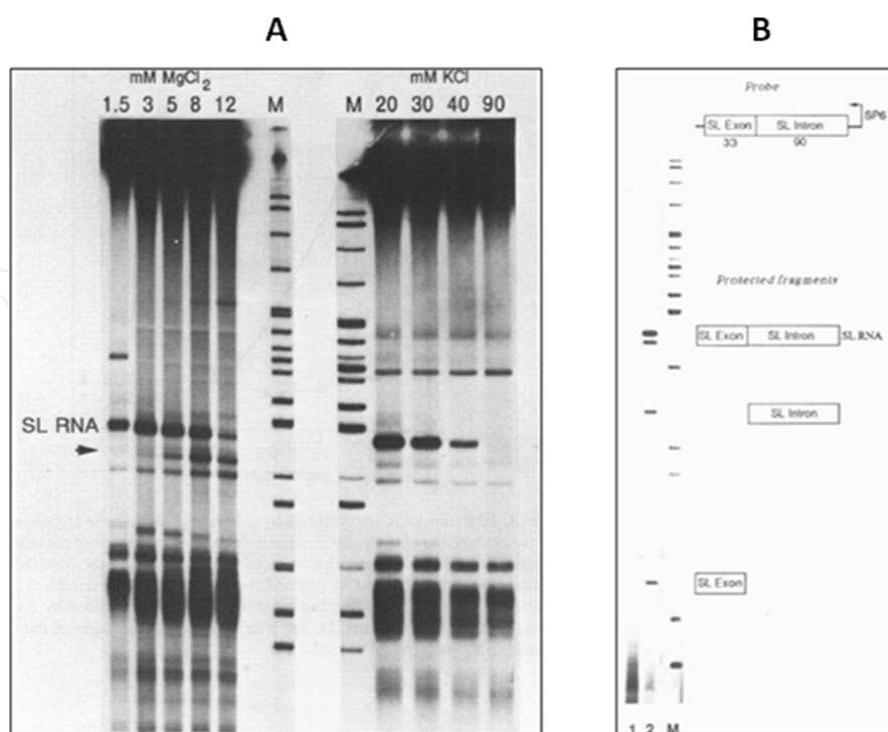 A
B
mM MgCl2
mM KCl
1.5 3 5 8 12 M
M 20 30 40 90
SL RNA
Probe
SP6
SL Exon SL Intron
33 90
Protected fragments
SL Exon SL Intron SL RNA
SL Intron
SL Exon
1 2 M